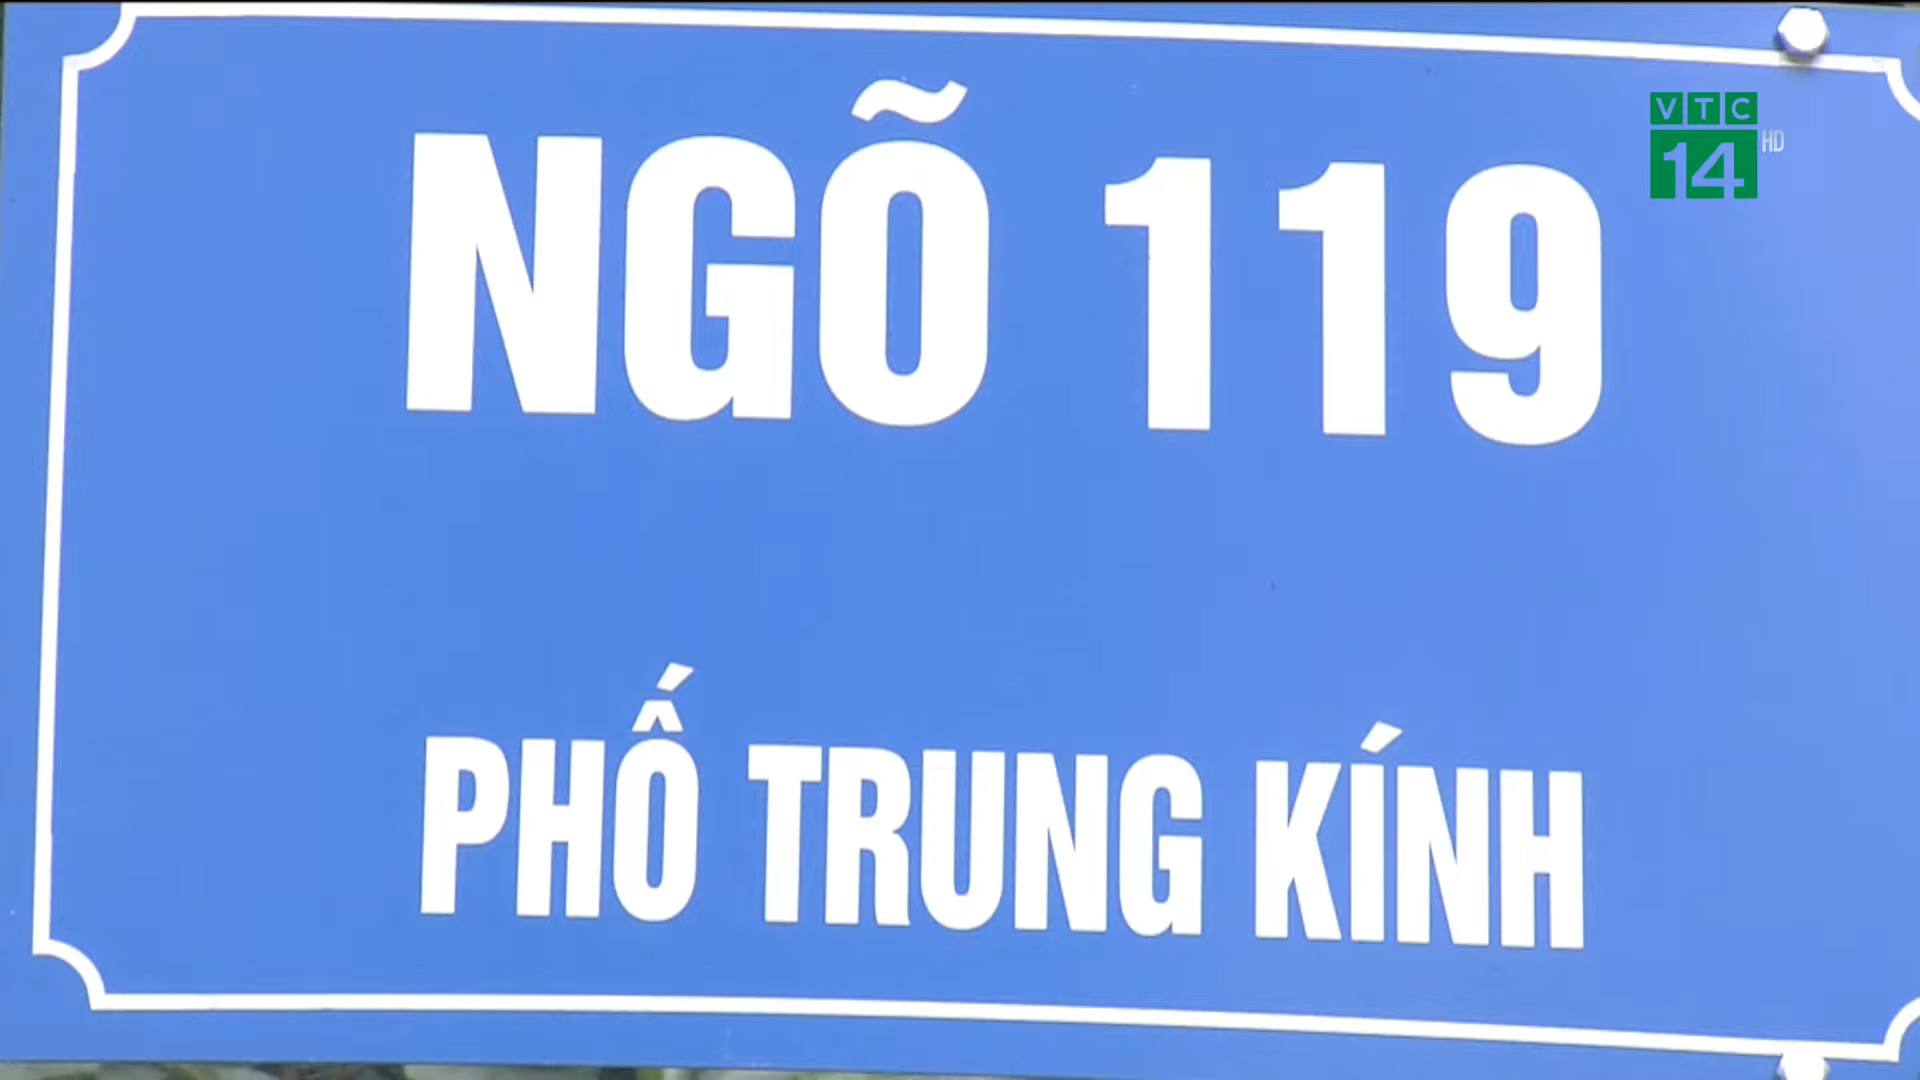 NGÕ 119
VTC
14 HD
PHỐ TRUNG KÍNH